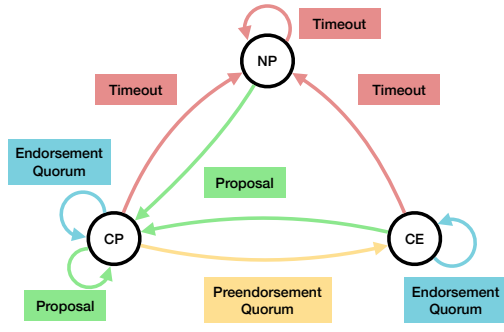 Timeout
NP
Timeout
Timeout
Endorsement
Quorum
Proposal
CP
CE
Proposal
Preendorsement
Quorum
Endorsement
Quorum